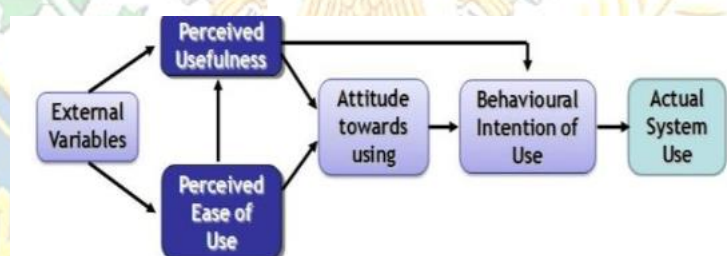 Perceived
Usefulness
External
Variables
Perceived
Ease of
Use
Attitude
towards
using
Behavioural
Intention of
Use
Actual
System
Use